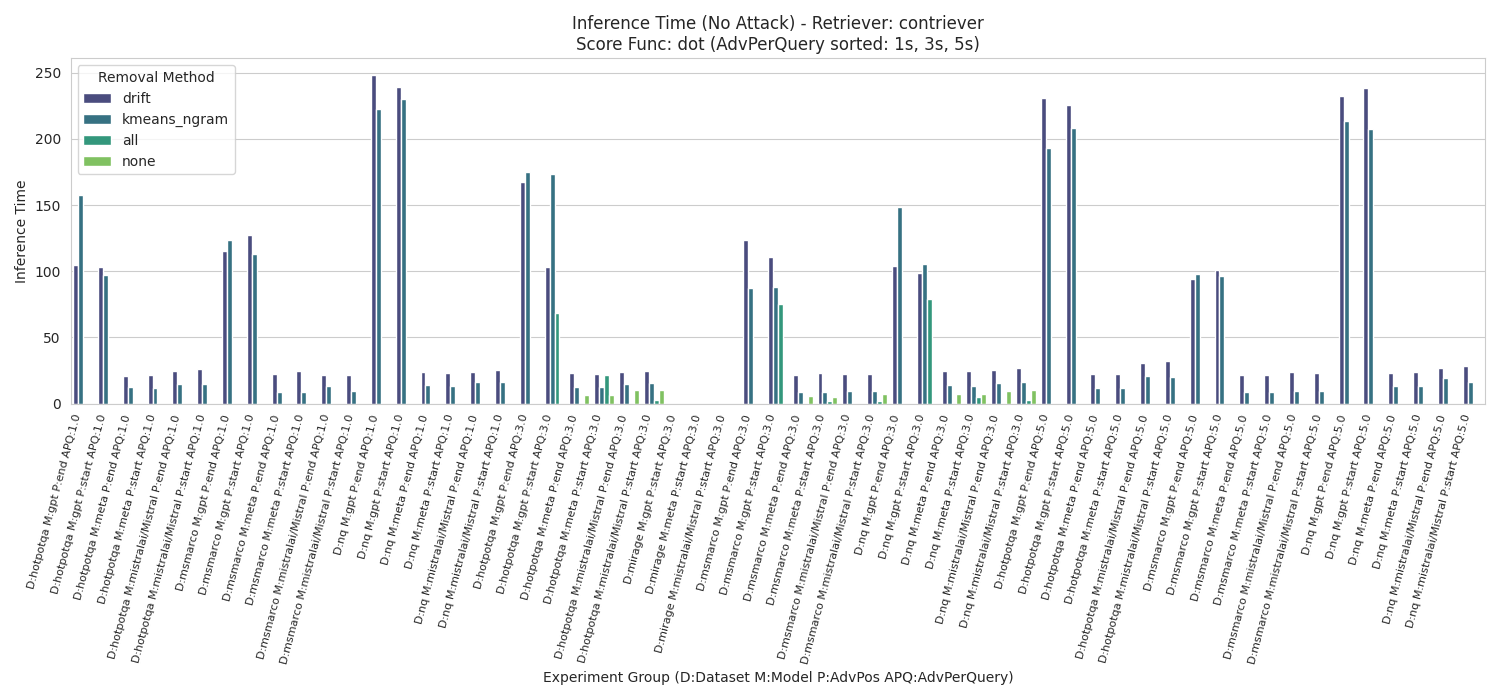 Inference Time (No Attack) - Retriever: contriever
Score Func: dot (AdvPerQuery sorted: 1s, 3s, 5s)
Removal Method
drift
kmeans_ngram
all
none
Inference Time
250
200
150
100
50
0
D:hotpotqa M:gpt P:end APQ:1.0
D:hotpotqa M:gpt P:start APQ:1.0
D:hotpotqa M:meta P:end APQ:1.0
D:hotpotqa M:meta P:start APQ:1.0
D:hotpotqa M:mistralai/Mistral P:end APQ:1.0
D:hotpotqa M:mistralai/Mistral P:start APQ:1.0
D:msmarco M:gpt P:end APQ:1.0
D:msmarco M:gpt P:start APQ:1.0
D:msmarco M:meta P:end APQ:1.0
D:msmarco M:meta P:start APQ:1.0
D:msmarco M:mistralai/Mistral P:end APQ:1.0
D:msmarco M:mistralai/Mistral P:start APQ:1.0
D:nq M:gpt P:end APQ:1.0
D:nq M:gpt P:start APQ:1.0
D:nq M:meta P:end APQ:1.0
D:nq M:meta P:start APQ:1.0
D:nq M:mistralai/Mistral P:end APQ:1.0
D:nq M:mistralai/Mistral P:start APQ:1.0
D:hotpotqa M:gpt P:end APQ:3.0
D:hotpotqa M:gpt P:start APQ:3.0
D:hotpotqa M:meta P:end APQ:3.0
D:hotpotqa M:meta P:start APQ:3.0
D:hotpotqa M:mistralai/Mistral P:end APQ:3.0
D:hotpotqa M:mistralai/Mistral P:start APQ:3.0
D:mirage M:gpt P:start APQ:3.0
D:mirage M:meta P:start APQ:3.0
D:mirage M:mistralai/Mistral P:start APQ:3.0
D:msmarco M:gpt P:end APQ:3.0
D:msmarco M:gpt P:start APQ:3.0
D:msmarco M:meta P:end APQ:3.0
D:msmarco M:meta P:start APQ:3.0
D:msmarco M:mistralai/Mistral P:end APQ:3.0
D:msmarco M:mistralai/Mistral P:start APQ:3.0
D:nq M:gpt P:end APQ:3.0
D:nq M:gpt P:start APQ:3.0
D:nq M:meta P:end APQ:3.0
D:nq M:meta P:start APQ:3.0
D:nq M:mistralai/Mistral P:end APQ:3.0
D:nq M:mistralai/Mistral P:start APQ:3.0
D:hotpotqa M:gpt P:end APQ:5.0
D:hotpotqa M:gpt P:start APQ:5.0
D:hotpotqa M:meta P:end APQ:5.0
D:hotpotqa M:meta P:start APQ:5.0
D:hotpotqa M:mistralai/Mistral P:end APQ:5.0
D:hotpotqa M:mistralai/Mistral P:start APQ:5.0
D:msmarco M:gpt P:end APQ:5.0
D:msmarco M:gpt P:start APQ:5.0
D:msmarco M:meta P:end APQ:5.0
D:msmarco M:meta P:start APQ:5.0
D:msmarco M:mistralai/Mistral P:end APQ:5.0
D:msmarco M:mistralai/Mistral P:start APQ:5.0
D:nq M:gpt P:end APQ:5.0
D:nq M:gpt P:start APQ:5.0
D:nq M:meta P:end APQ:5.0
D:nq M:meta P:start APQ:5.0
D:nq M:mistralai/Mistral P:end APQ:5.0
D:nq M:mistralai/Mistral P:start APQ:5.0
Experiment Group (D:Dataset M:Model P:AdvPos APQ:AdvPerQuery)